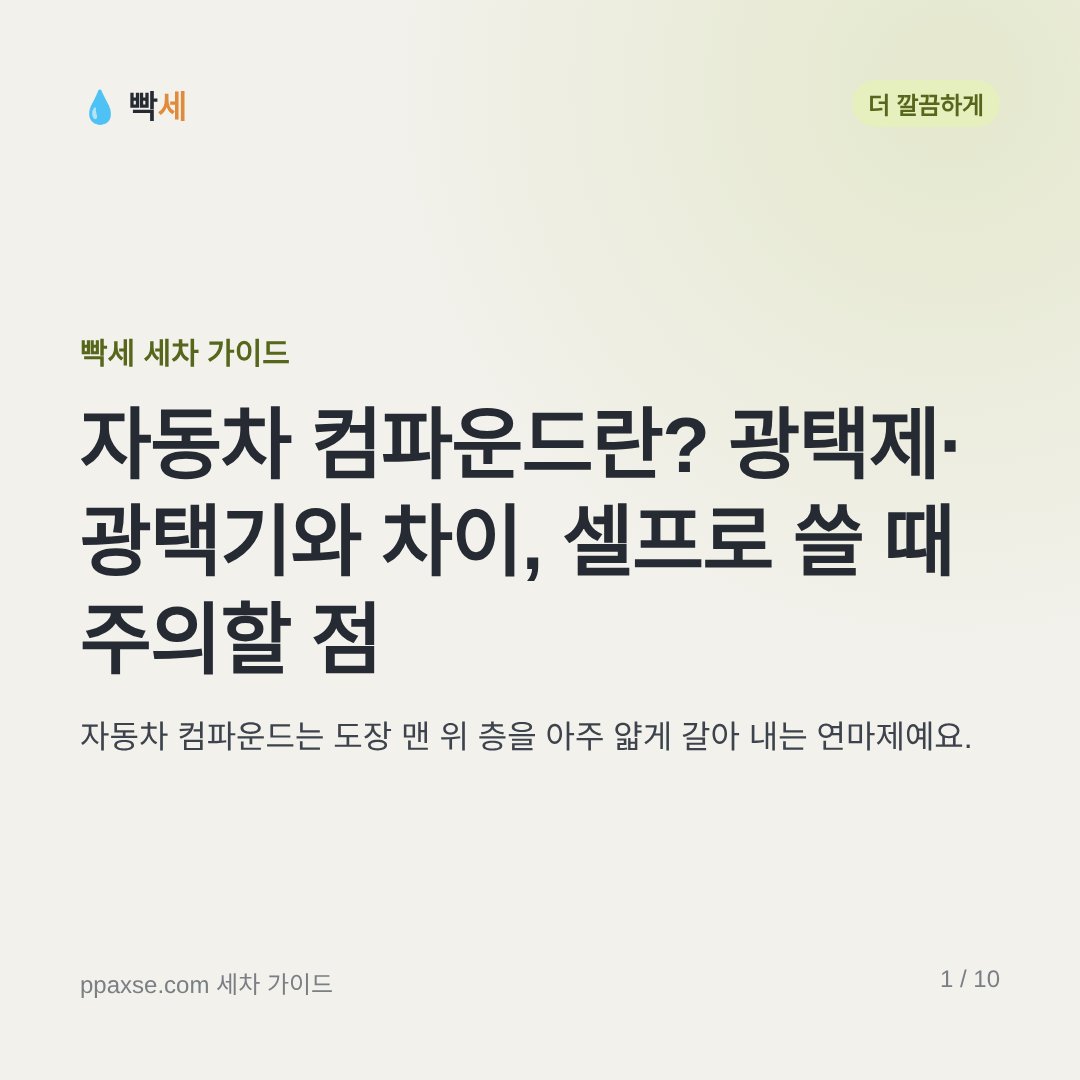 빡세
더 깔끔하게
빡세 세차 가이드
자동차 컴파운드란? 광택제·
광택기와 차이, 셀프로 쓸 때
주의할 점
자동차 컴파운드는 도장 맨 위 층을 아주 얇게 갈아 내는 연마제예요.
ppaxse.com 세차 가이드
1 / 10